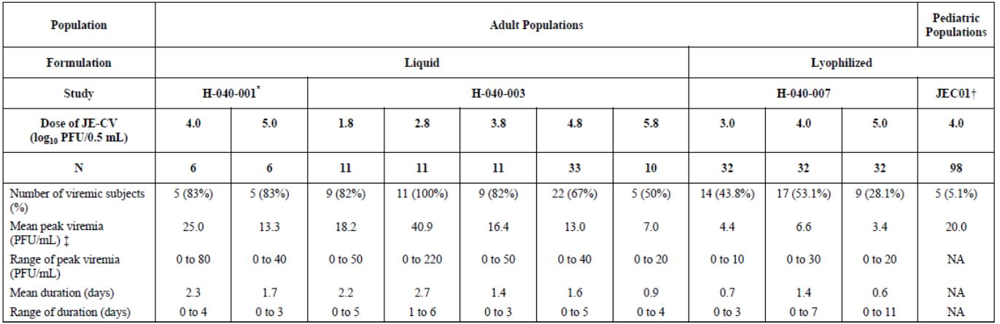 Population Adult Populations Pediatric Populations
Formulation Liquid Lyophilized
Study H-040-001* H-040-003 H-040-007 JEC01†
Dose of JE-CV (log10 PFU/0.5 mL) 4.0 5.0 1.8 2.8 3.8 4.8 5.8 3.0 4.0 5.0 4.0
N 6 6 11 11 11 33 10 32 32 32 98
Number of viremic subjects (%) 5 (83%) 5 (83%) 9 (82%) 11 (100%) 9 (82%) 22 (67%) 5 (50%) 14 (43.8%) 17 (53.1%) 9 (28.1%) 5 (5.1%)
Mean peak viremia (PFU/mL) ‡ 25.0 13.3 18.2 40.9 16.4 13.0 7.0 4.4 6.6 3.4 20.0
Range of peak viremia (PFU/mL) 0 to 80 0 to 40 0 to 50 0 to 220 0 to 50 0 to 40 0 to 20 0 to 10 0 to 30 0 to 20 NA
Mean duration (days) 2.3 1.7 2.2 2.7 1.4 1.6 0.9 0.7 1.4 0.6 NA
Range of duration (days) 0 to 4 0 to 3 0 to 5 1 to 6 0 to 3 0 to 5 0 to 4 0 to 3 0 to 7 0 to 11 NA